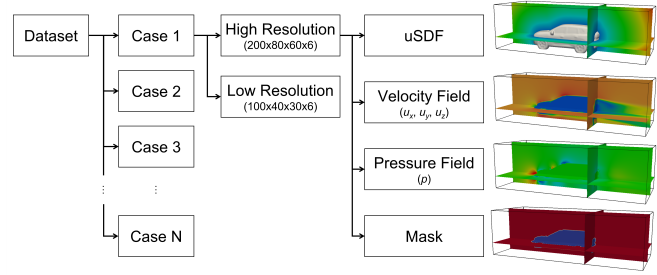 Dataset
Case 1
Case 2
Case 3
Case N
High Resolution
(200x80x60x6)
Low Resolution
(100x40x30x6)
uSDF
Velocity Field
(ux, uy, uz)
Pressure Field
(p)
Mask